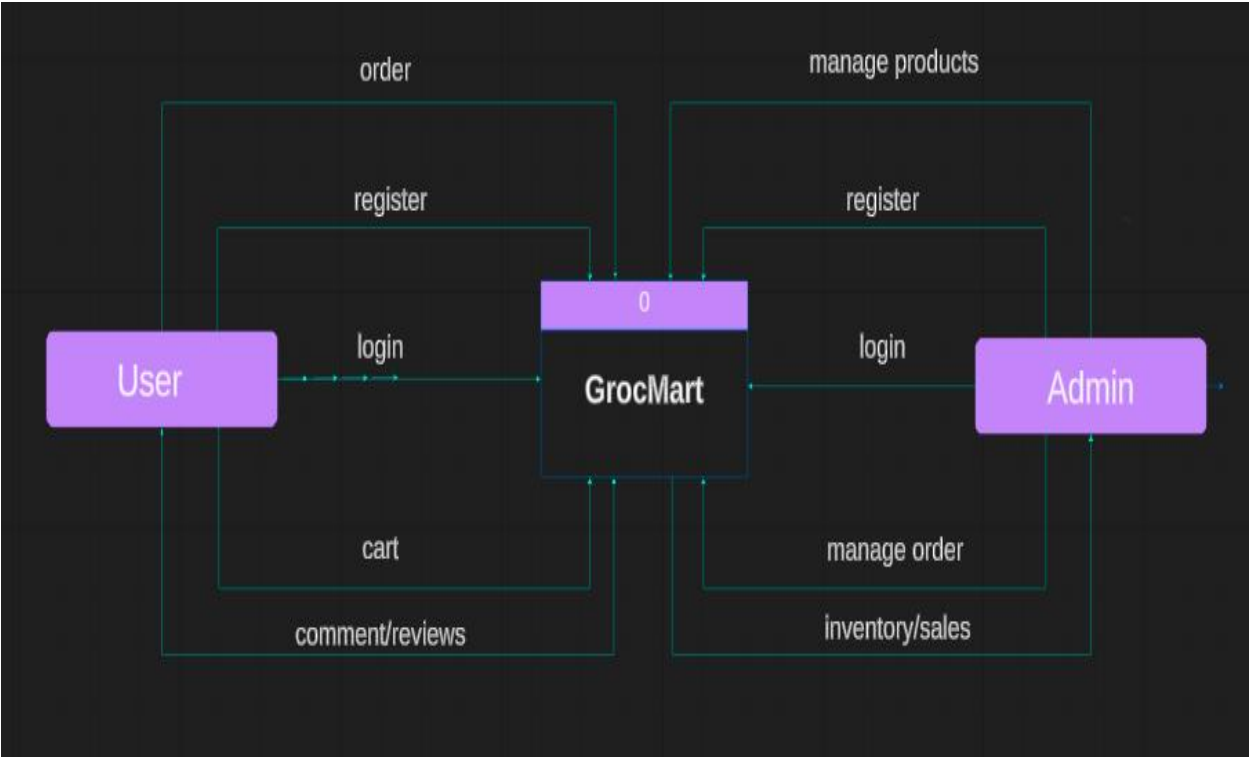 order
manage products
register
register
0
login
login
User
GrocMart
Admin
cart
manage order
comment/reviews
inventory/sales